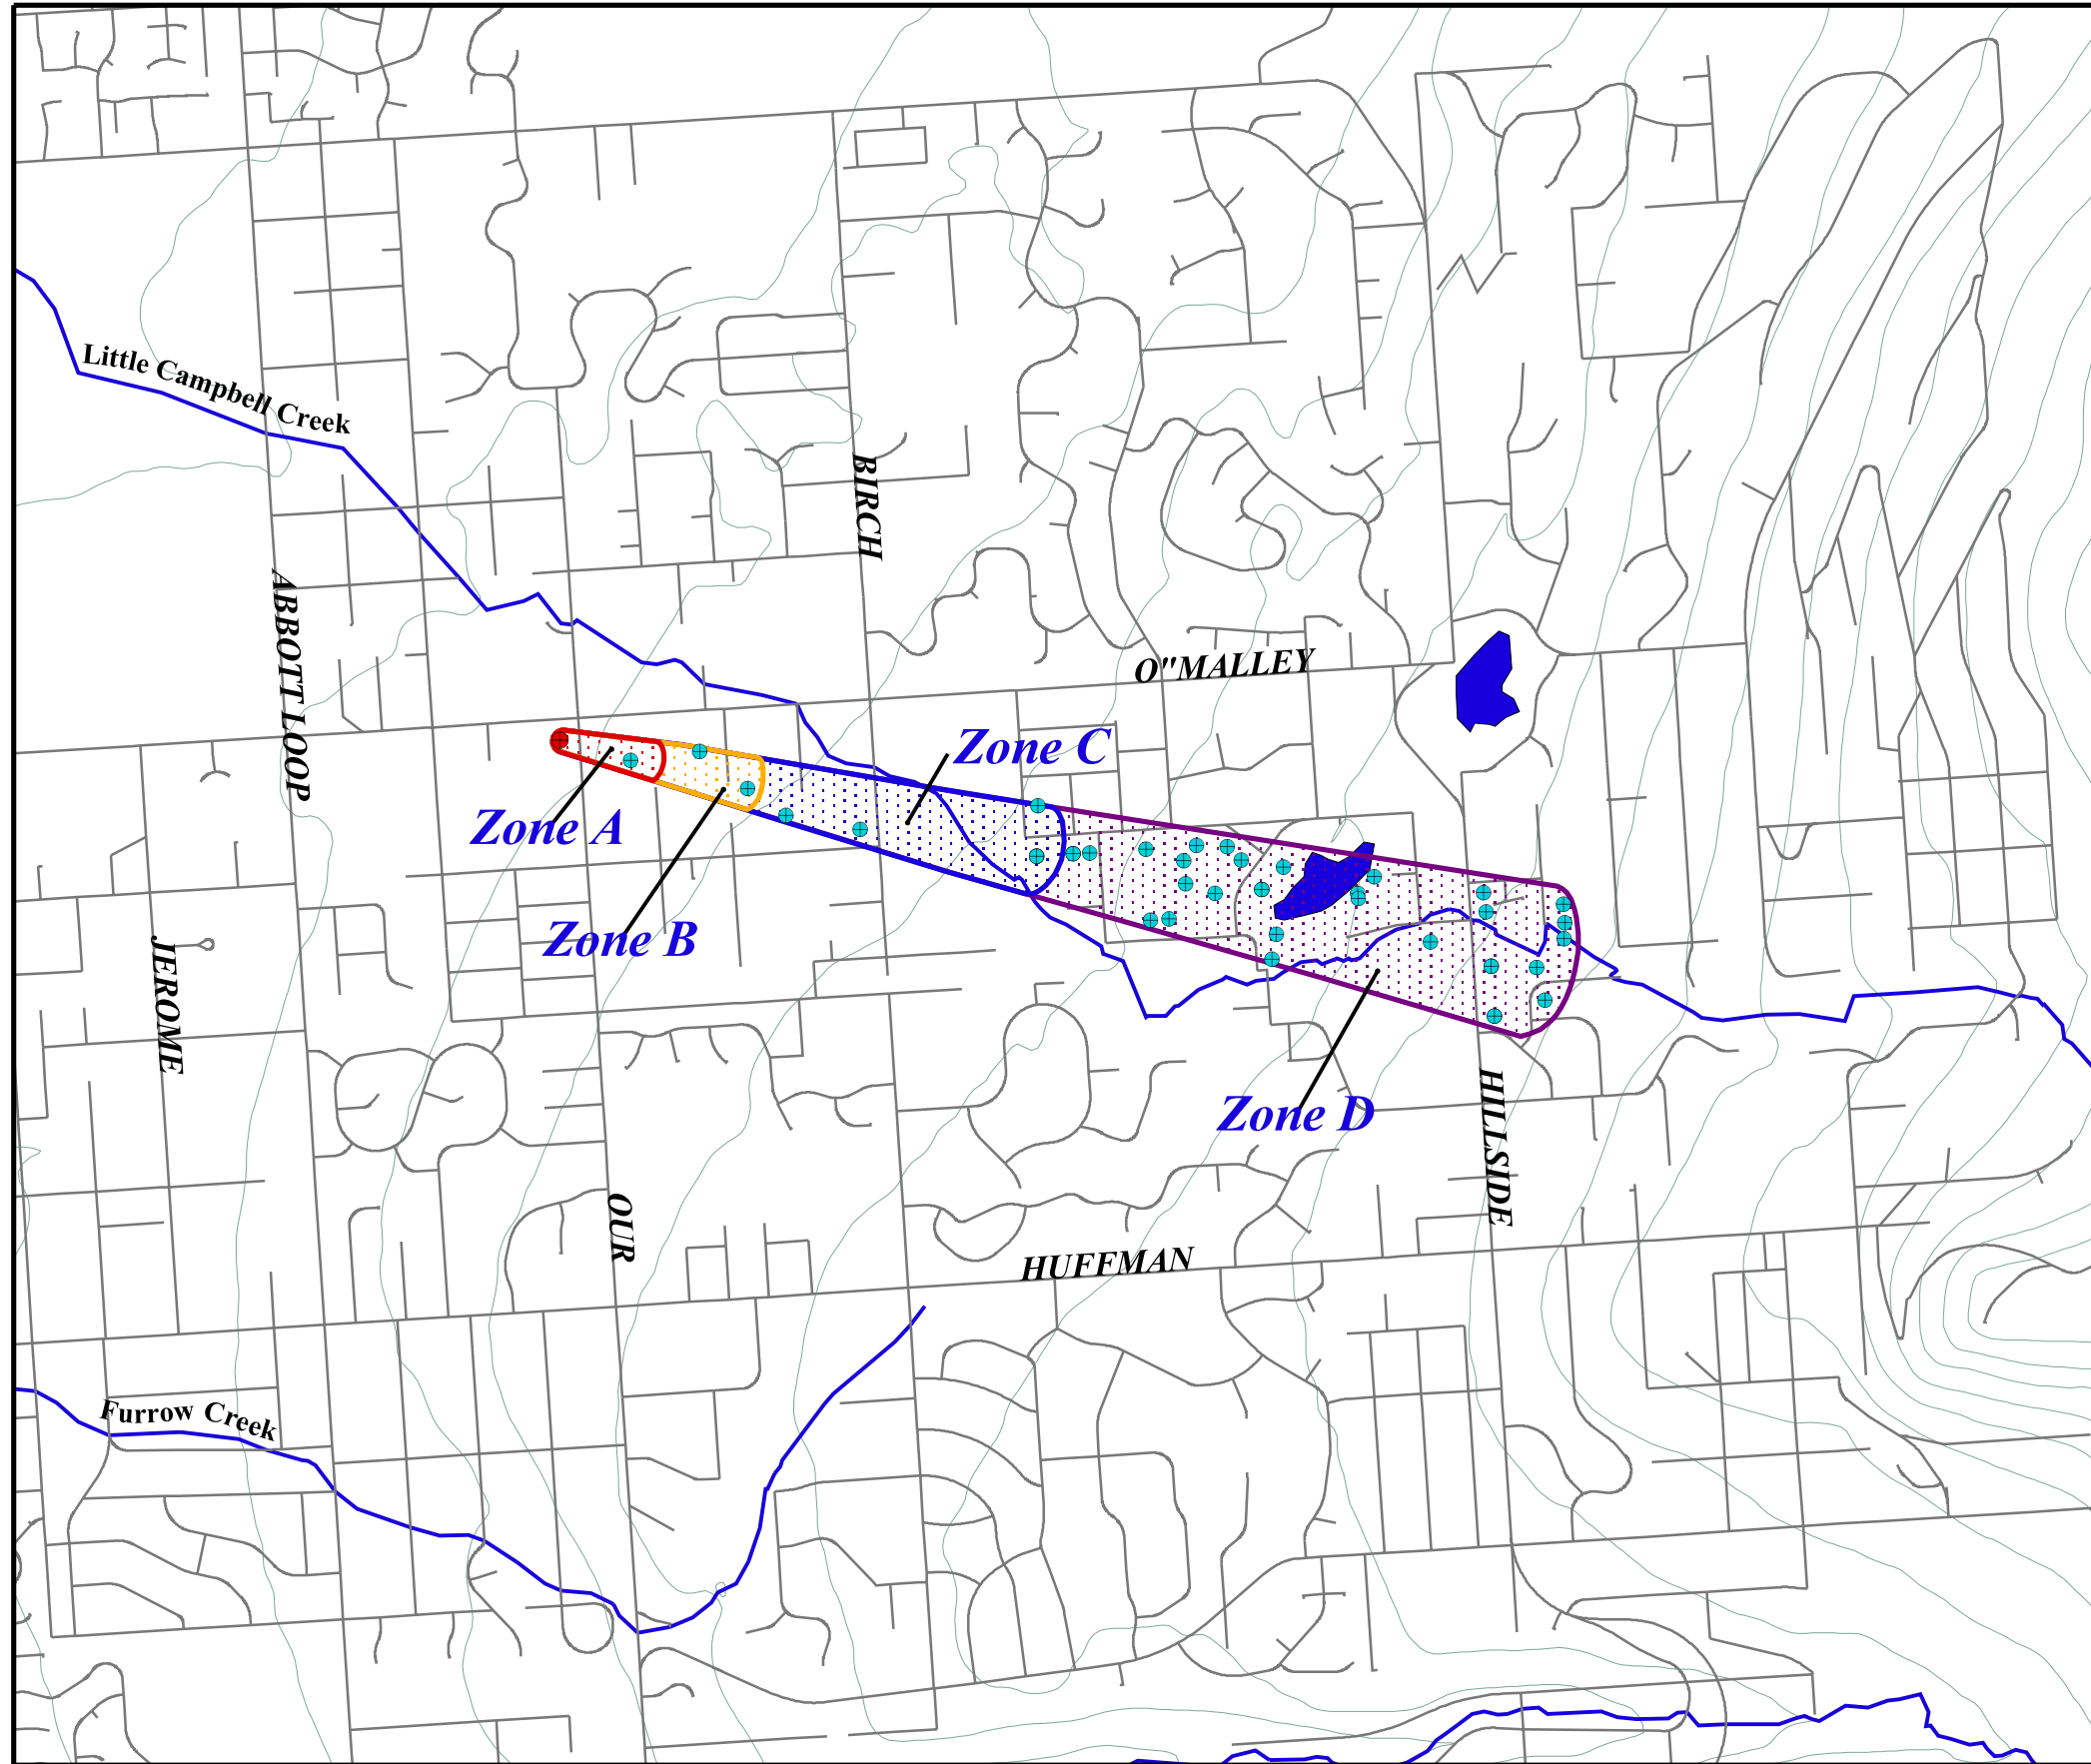 Little Campbell Creek
BIRCH
ABBOTT LOOP
O"MALLEY
Zone C
Zone A
Zone B
JEROME
Zone D
HILLSIDE
OUR
HUFFMAN
Furrow Creek